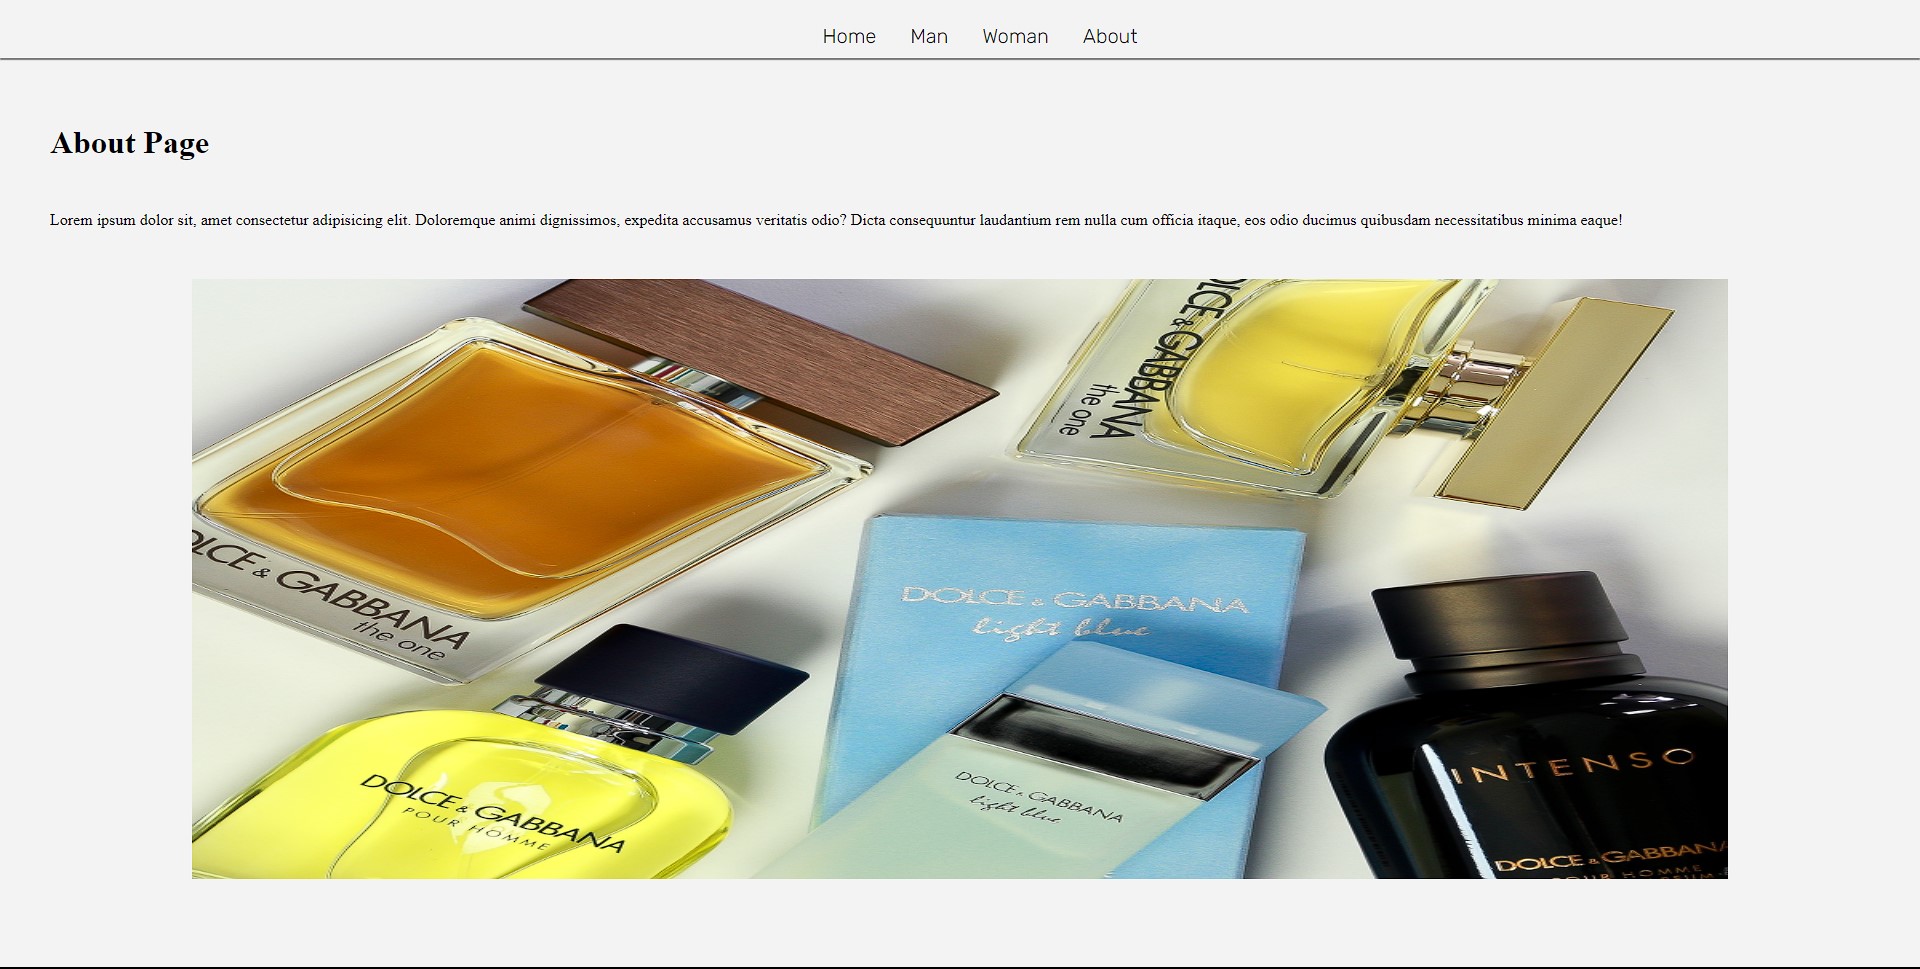 Home Man Woman About
About Page
Lorem ipsum dolor sit, amet consectetur adipisicing elit. Doloremque animi dignissimos, expedita accusamus veritatis odio? Dicta consequuntur laudantium rem nulla cum officia itaque, eos odio ducimus quibusdam necessitatibus minima eaque!
OLCE & GABBANA
the one
OLCE & GABBANA
the one
DOLCE & GABBANA
light blue
DOLCE & GABBANA
POUR HOMME
DOLCE & GABBANA
light blue
INTENSO
DOLCE & GABBANA
POUR HOMME